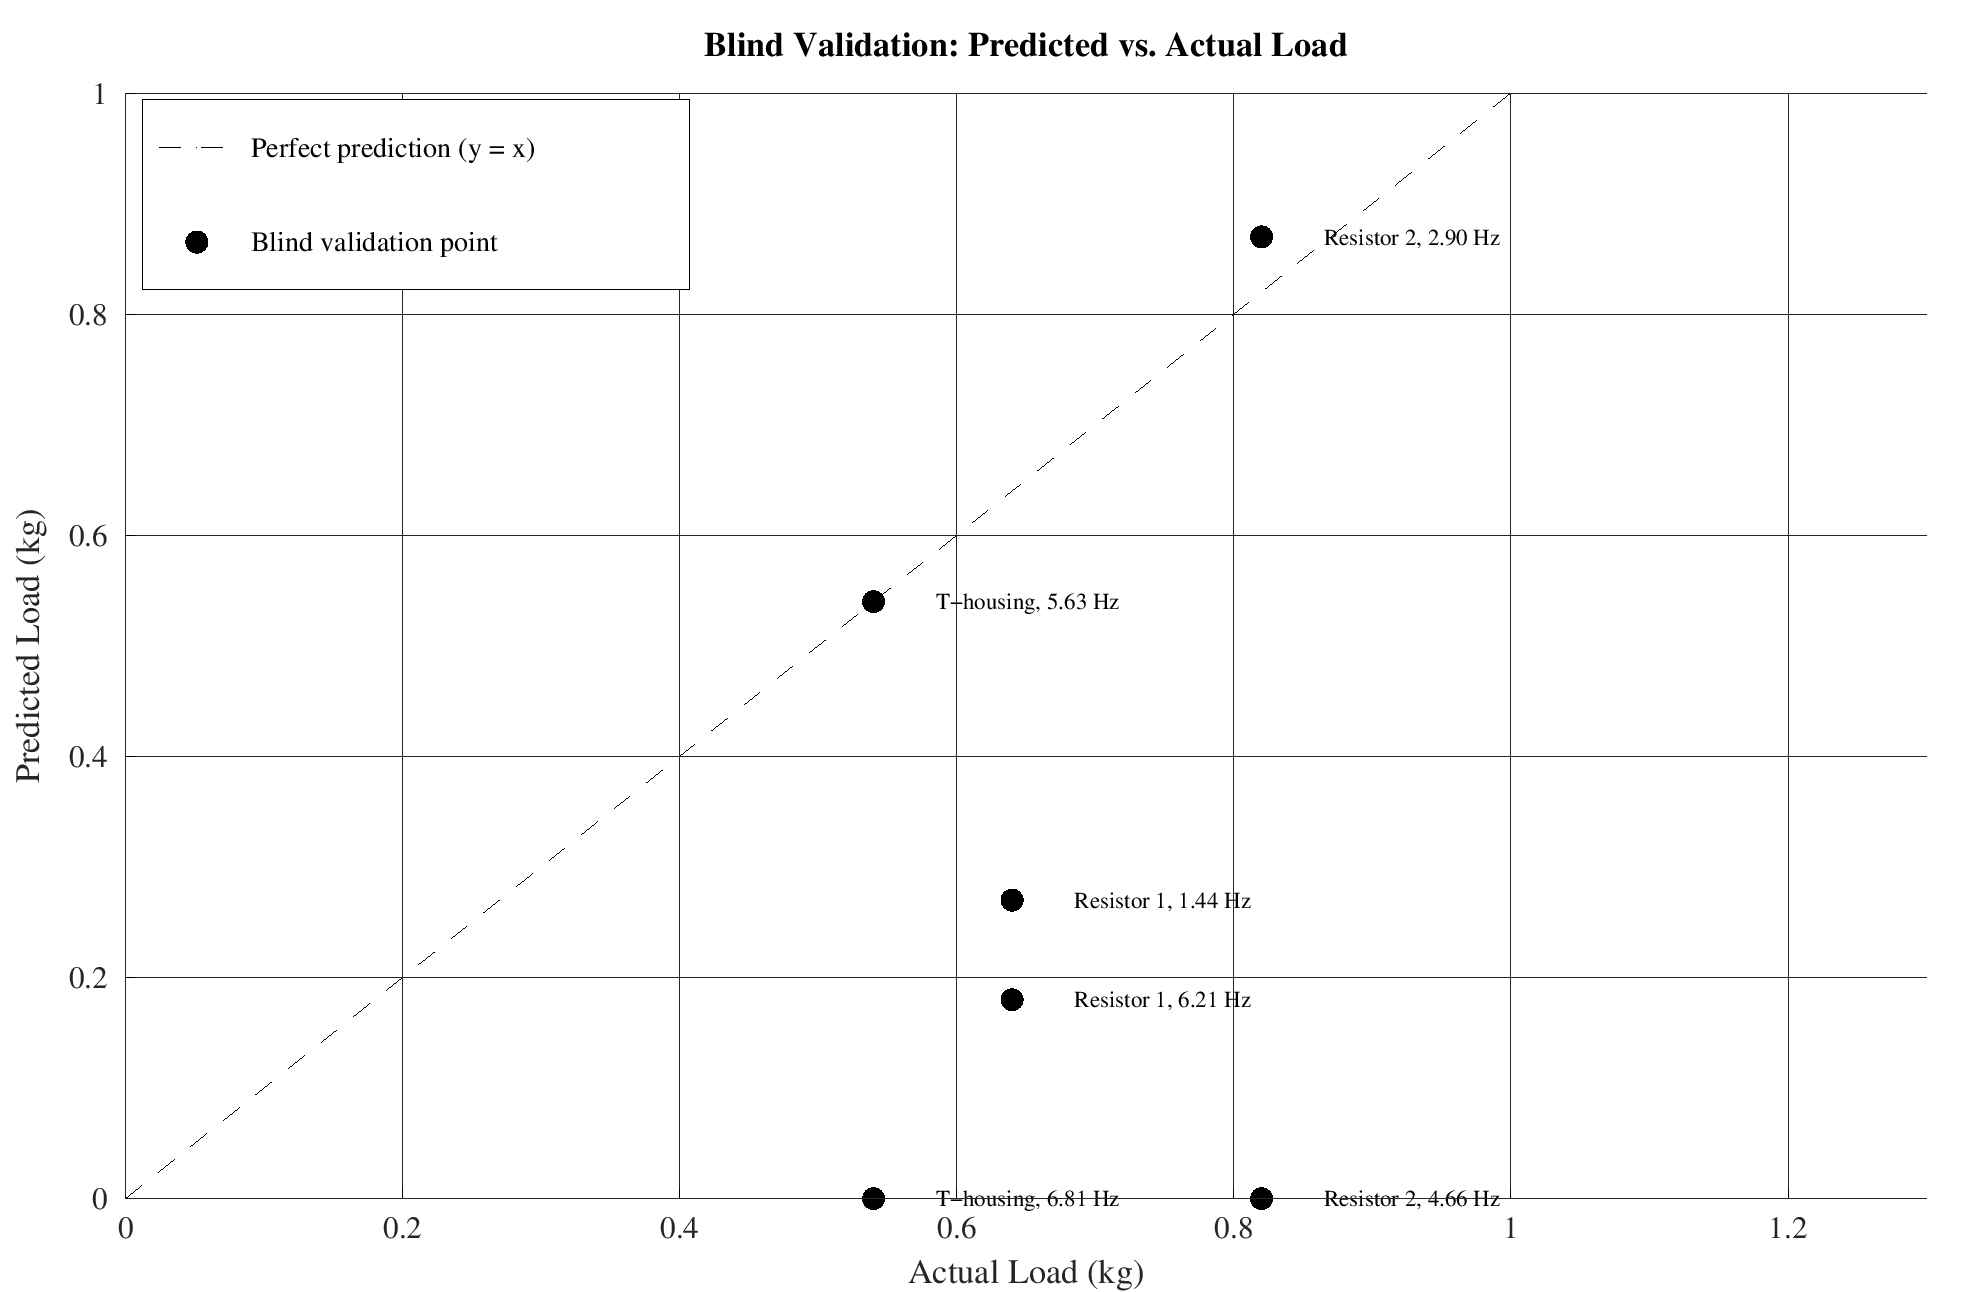 Blind Validation: Predicted vs. Actual Load
1
Perfect prediction (y = x)
Blind validation point
Resistor 2, 2.90 Hz
0.8
0.6
T−housing, 5.63 Hz
Predicted Load (kg)
0.4
Resistor 1, 1.44 Hz
0.2
Resistor 1, 6.21 Hz
0
T−housing, 6.81 Hz
Resistor 2, 4.66 Hz
0 0.2 0.4 0.6 0.8 1 1.2
Actual Load (kg)